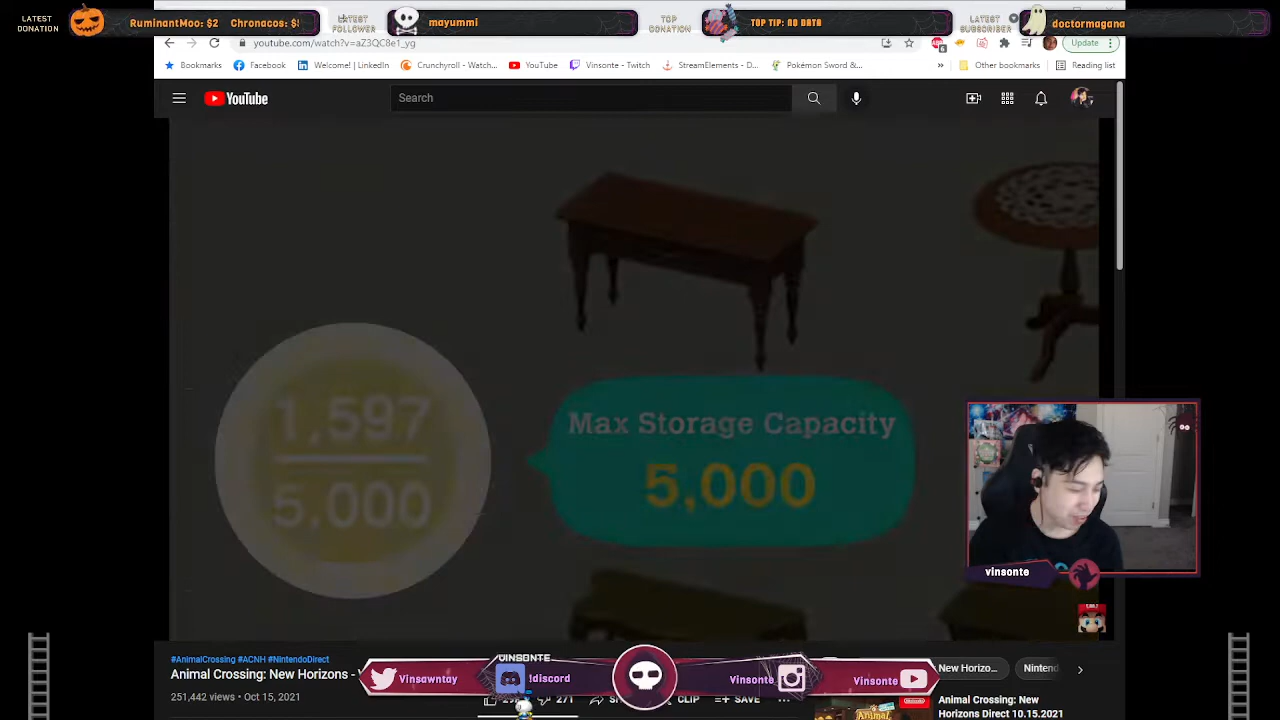 LATEST DONATION
RuminantMoo: $2 Chronacos: $
LATEST FOLLOWER
mayummi
TOP DONATION
TOP TIP: NO DATA
LATEST SUBSCRIBER
doctormagana
youtube.com/watch?v=aZ3QC8e1_yg
Update
Bookmarks
Facebook
Welcome! | LinkedIn
Crunchyroll - Watch...
YouTube
Vinsonte - Twitch
StreamElements - D...
Pokémon Sword &...
»
Other bookmarks
Reading list
YouTube
Search
1,597
5,000
Max Storage Capacity
5,000
vinsonte
#AnimalCrossing #ACNH #NintendoDirect
Animal Crossing: New Horizons -
251,442 views • Oct 15, 2021
Vinsawntay
VINSONTE
!discord
Vinsonte
Vinsonte
New Horizo...
Nintend
271
CLIP
SAVE
Animal Crossing: New
Horizons Direct 10.15.2021